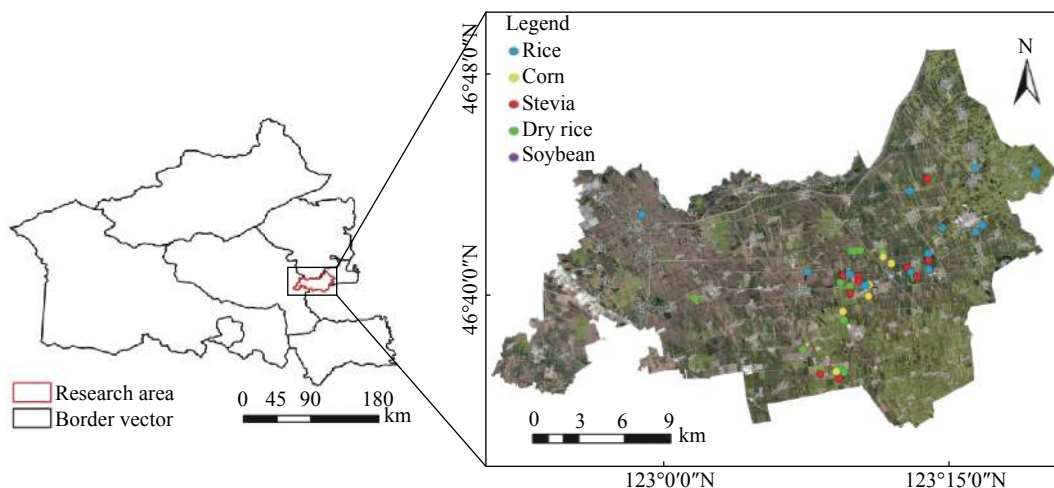 Legend
Rice
Corn
Stevia
Dry rice
Soybean
N
46°48′0″N
46°40′0″N
123°0′0″N
123°15′0″N
0 3 6 9
km
Research area
Border vector
0 45 90 180
km